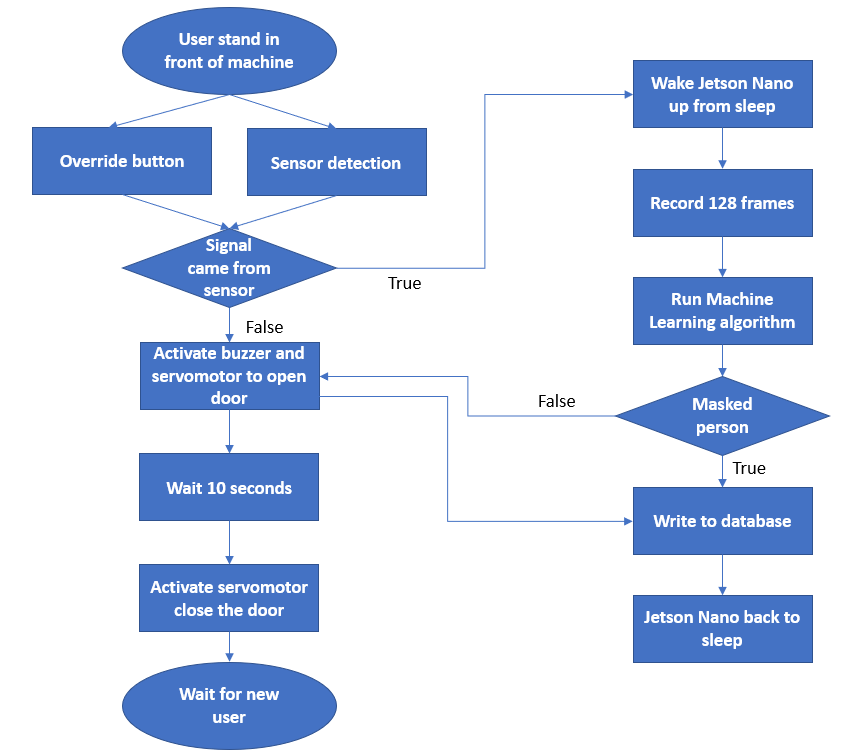 User stand in
front of machine
Override button
Sensor detection
Signal
came from
sensor
True
False
Activate buzzer and
servomotor to open
door
Wait 10 seconds
Activate servomotor
close the door
Wait for new
user
Wake Jetson Nano
up from sleep
Record 128 frames
Run Machine
Learning algorithm
Masked
person
False
True
Write to database
Jetson Nano back to
sleep